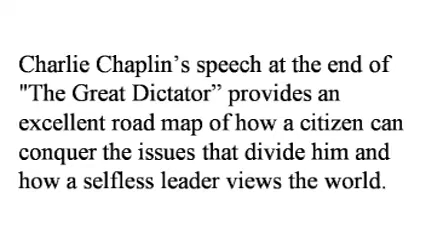 Charlie Chaplin’s speech at the end of
"The Great Dictator” provides an
excellent road map of how a citizen can
conquer the issues that divide him and
how a selfless leader views the world.